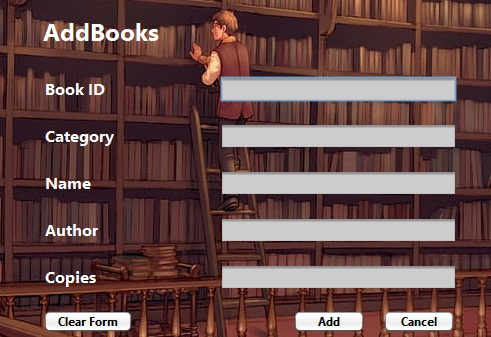 AddBooks
Book ID
Category
Name
Author
Copies
Clear Form Add Cancel